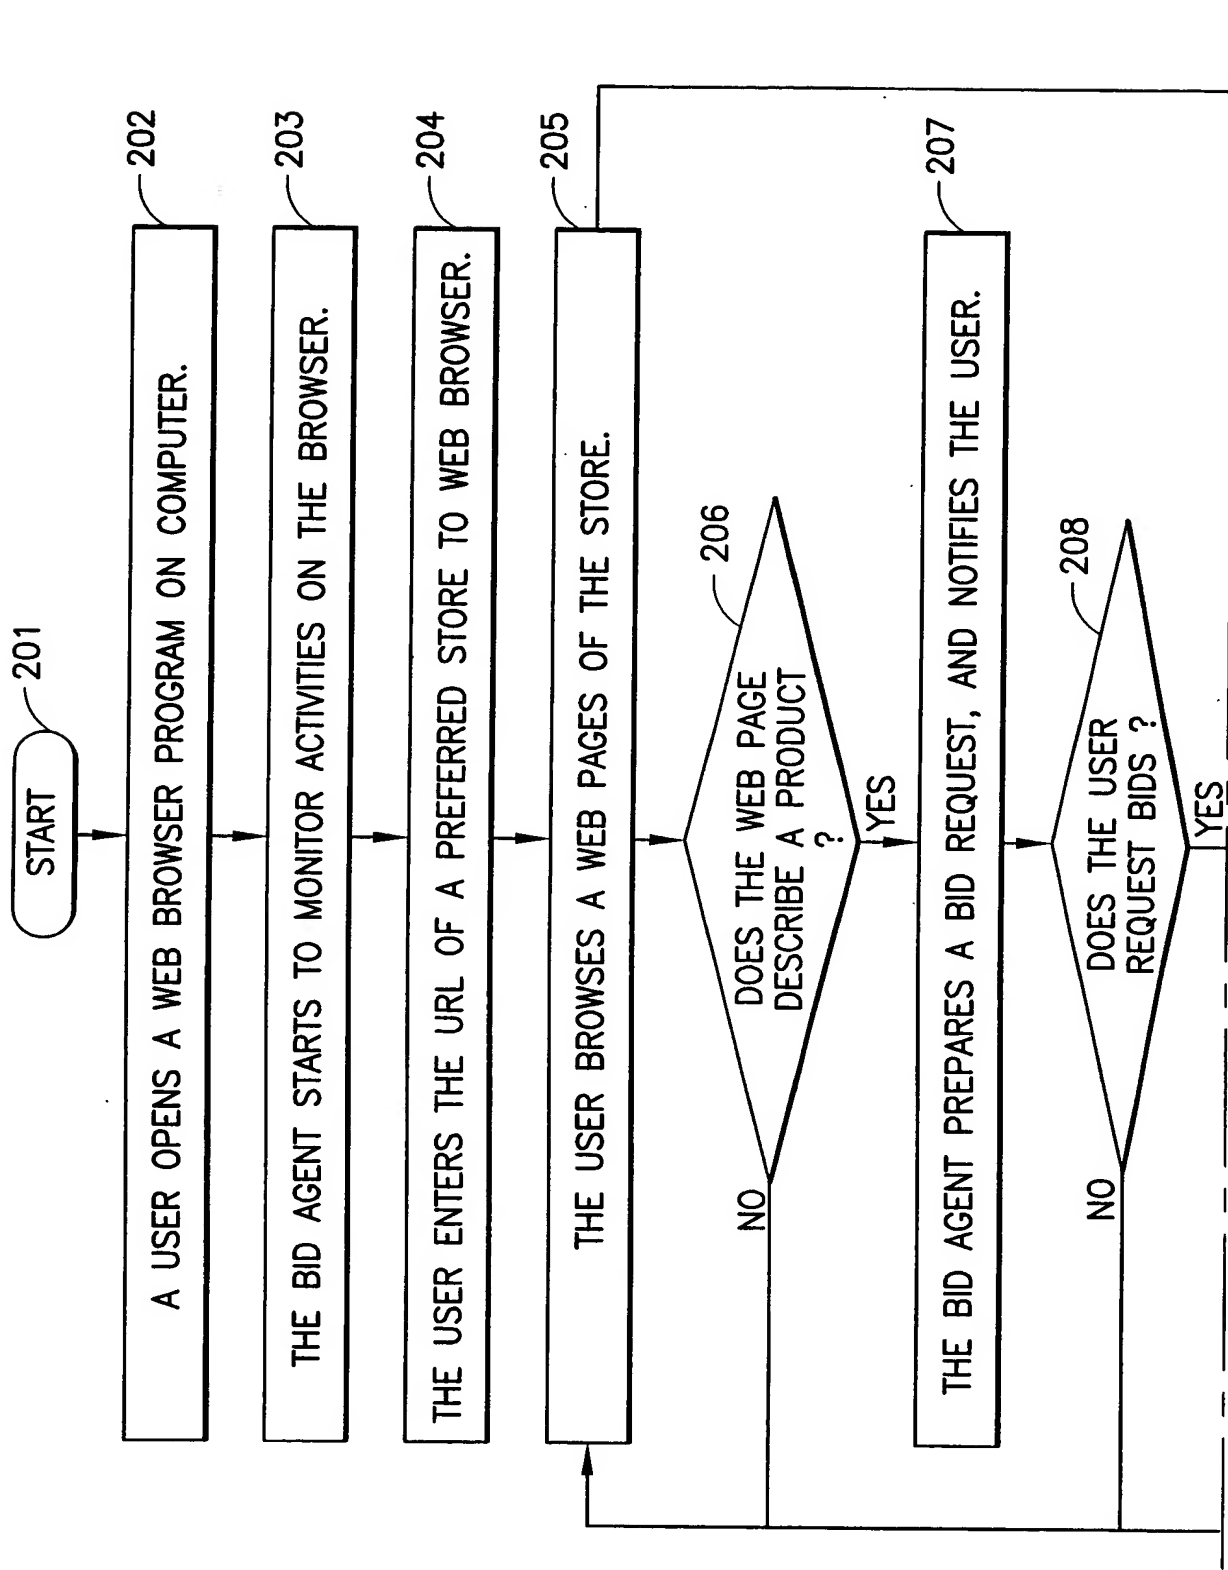 START
201
A USER OPENS A WEB BROWSER PROGRAM ON COMPUTER.
202
THE BID AGENT STARTS TO MONITOR ACTIVITIES ON THE BROWSER.
203
THE USER ENTERS THE URL OF A PREFERRED STORE TO WEB BROWSER.
204
THE USER BROWSES A WEB PAGES OF THE STORE.
205
DOES THE WEB PAGE
DESCRIBE A PRODUCT
?
206
NO
YES
THE BID AGENT PREPARES A BID REQUEST, AND NOTIFIES THE USER.
207
DOES THE USER
REQUEST BIDS ?
208
NO
YES